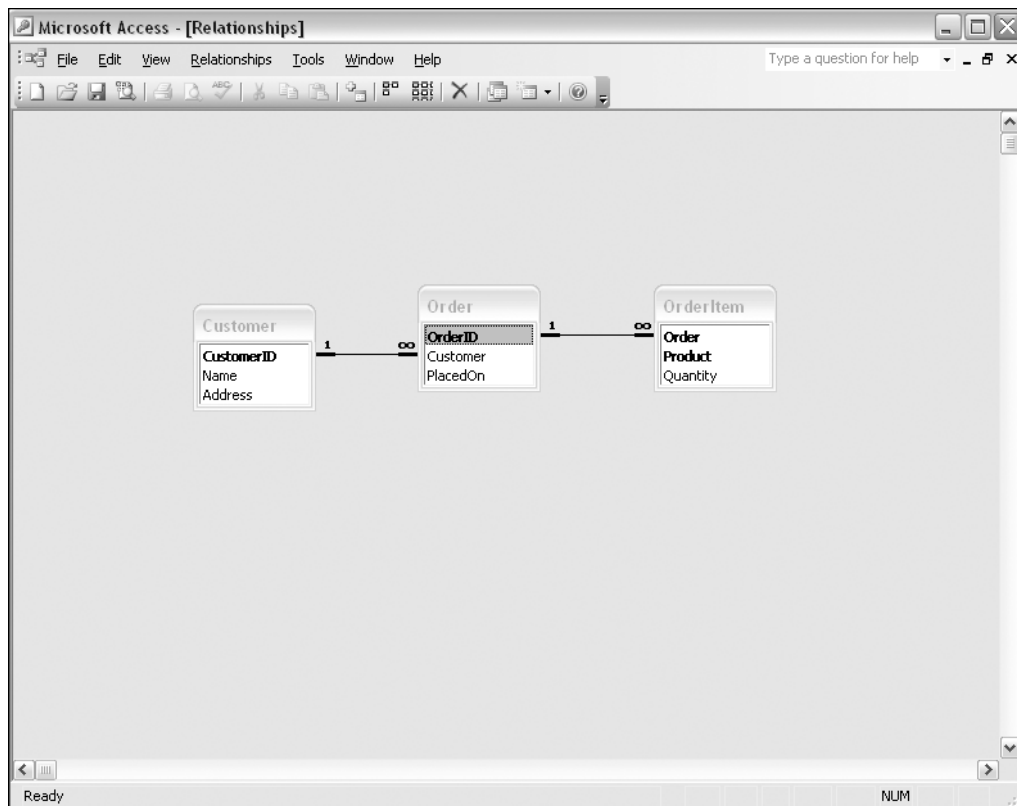 Microsoft Access - [Relationships]
File Edit View Relationships Tools Window Help Type a question for help
ABC
Customer
CustomerID
Name
Address
1 ∞
Order
OrderID
Customer
PlacedOn
1 ∞
OrderItem
Order
Product
Quantity
Ready NUM